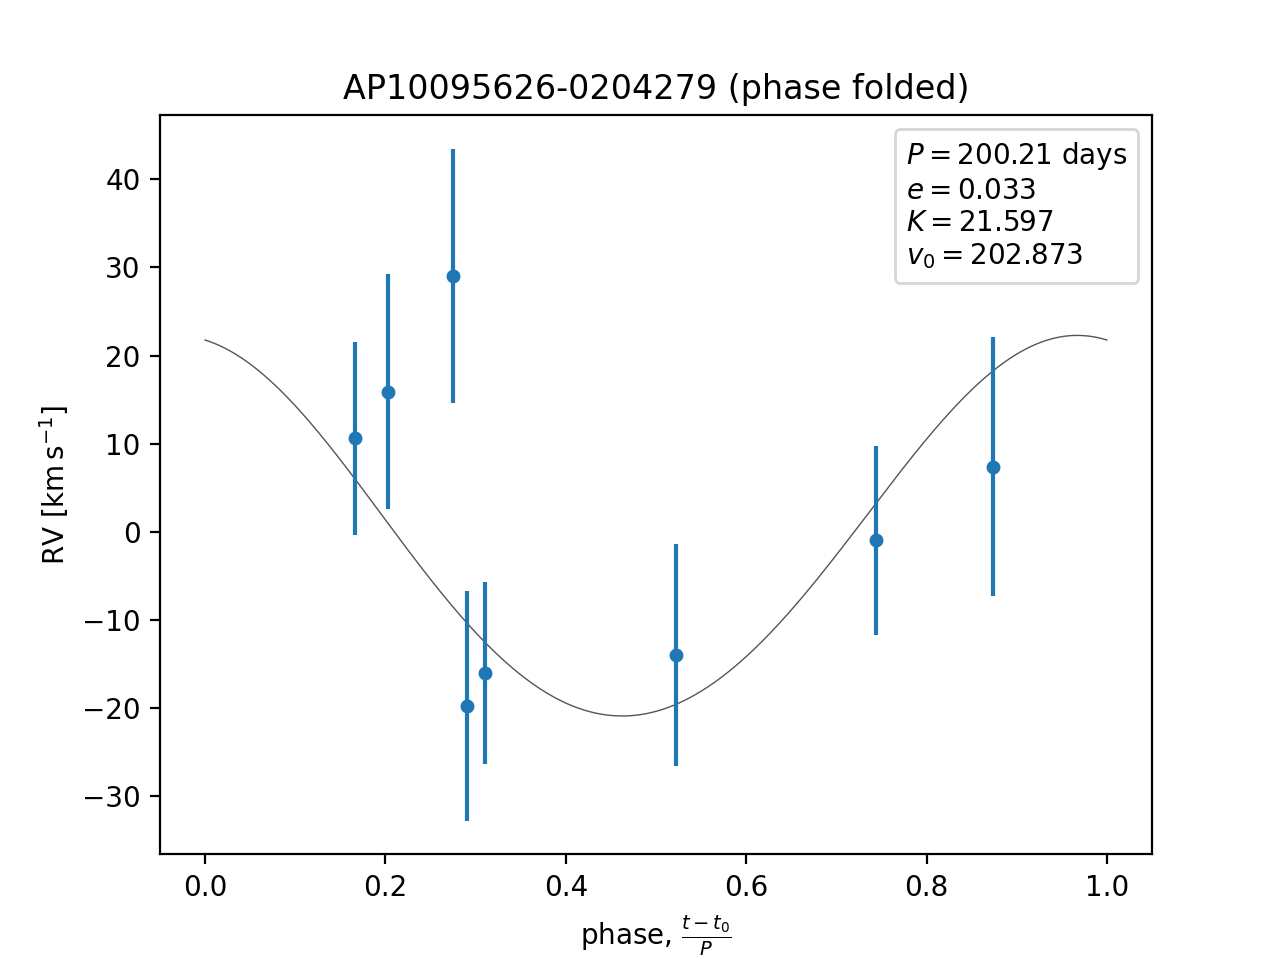 AP10095626-0204279 (phase folded)
P = 200.21 days
e = 0.033
K = 21.597
v₀ = 202.873
RV [km s⁻¹]
40
30
20
10
0
−10
−20
−30
0.0 0.2 0.4 0.6 0.8 1.0
phase, (t − t₀)/P